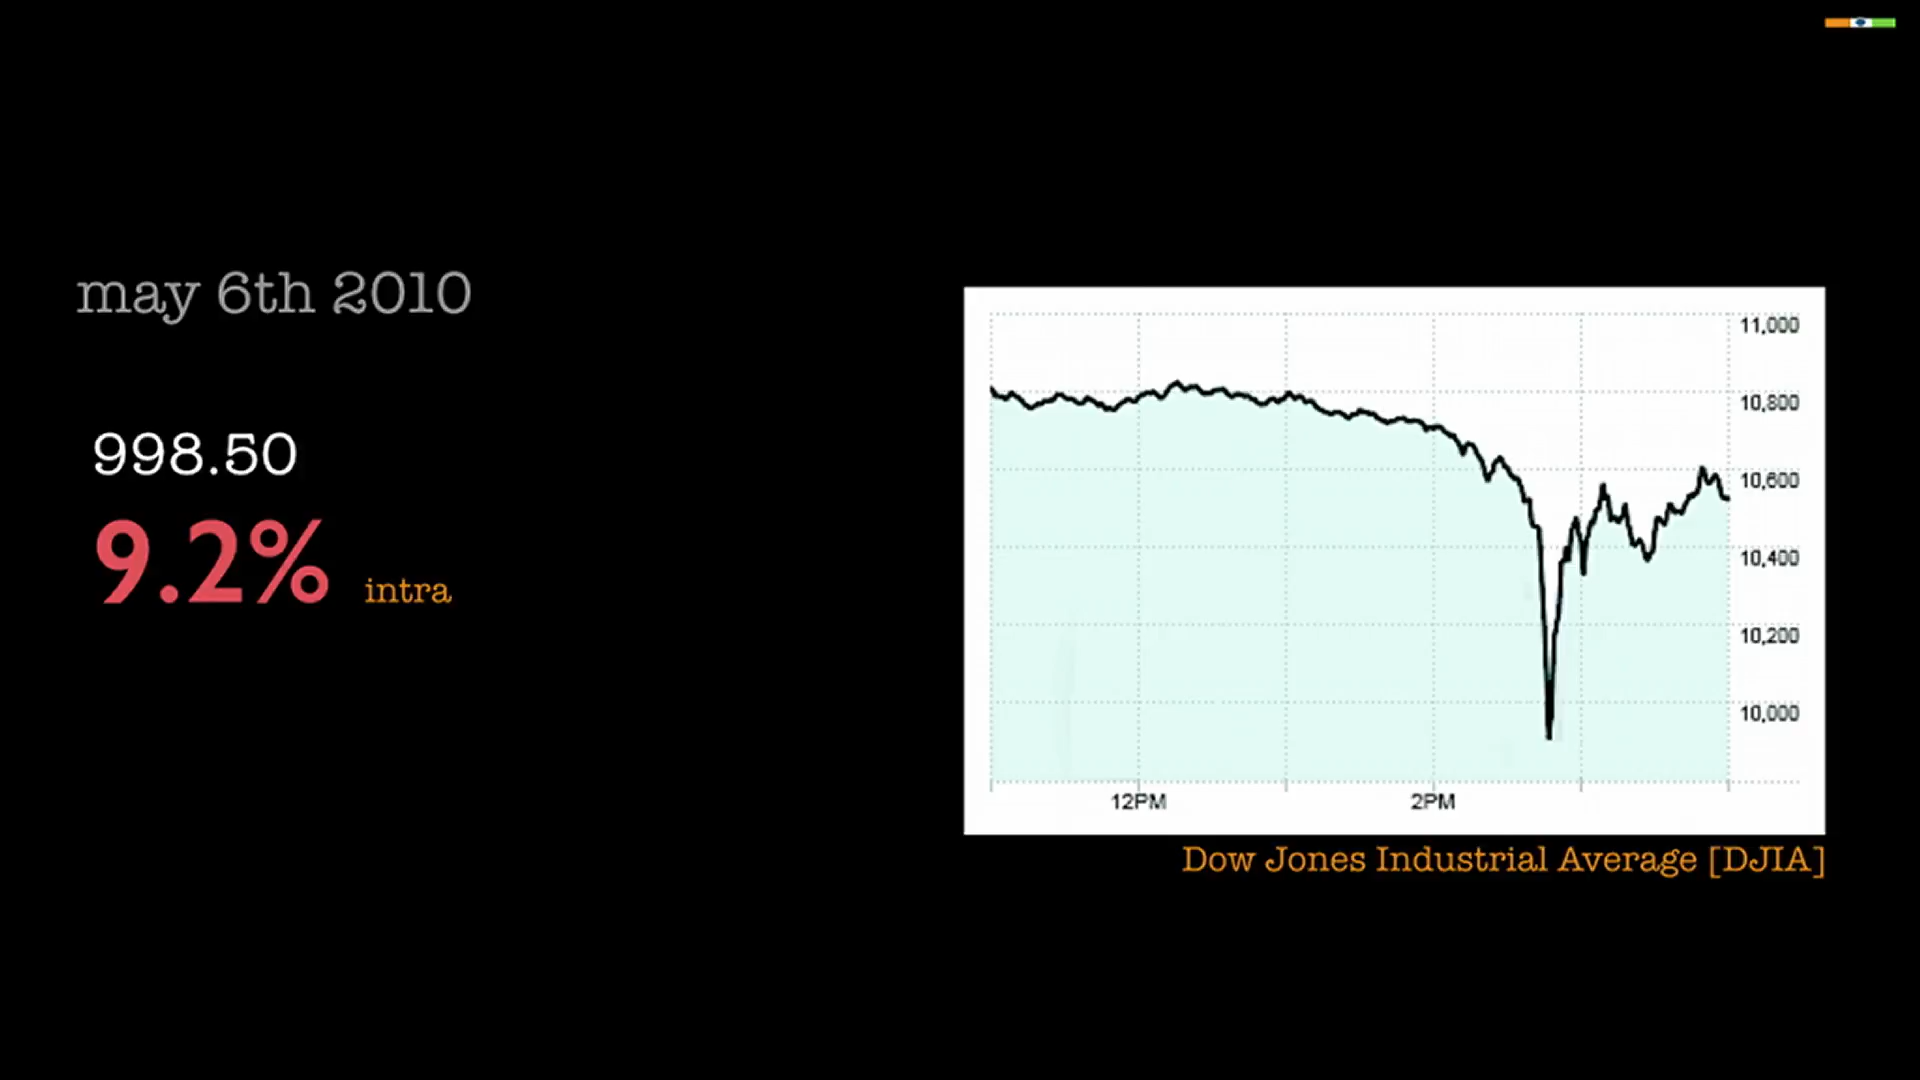 may 6th 2010
998.50
9.2% intra
11,000
10,800
10,600
10,400
10,200
10,000
12PM 2PM
Dow Jones Industrial Average [DJIA]